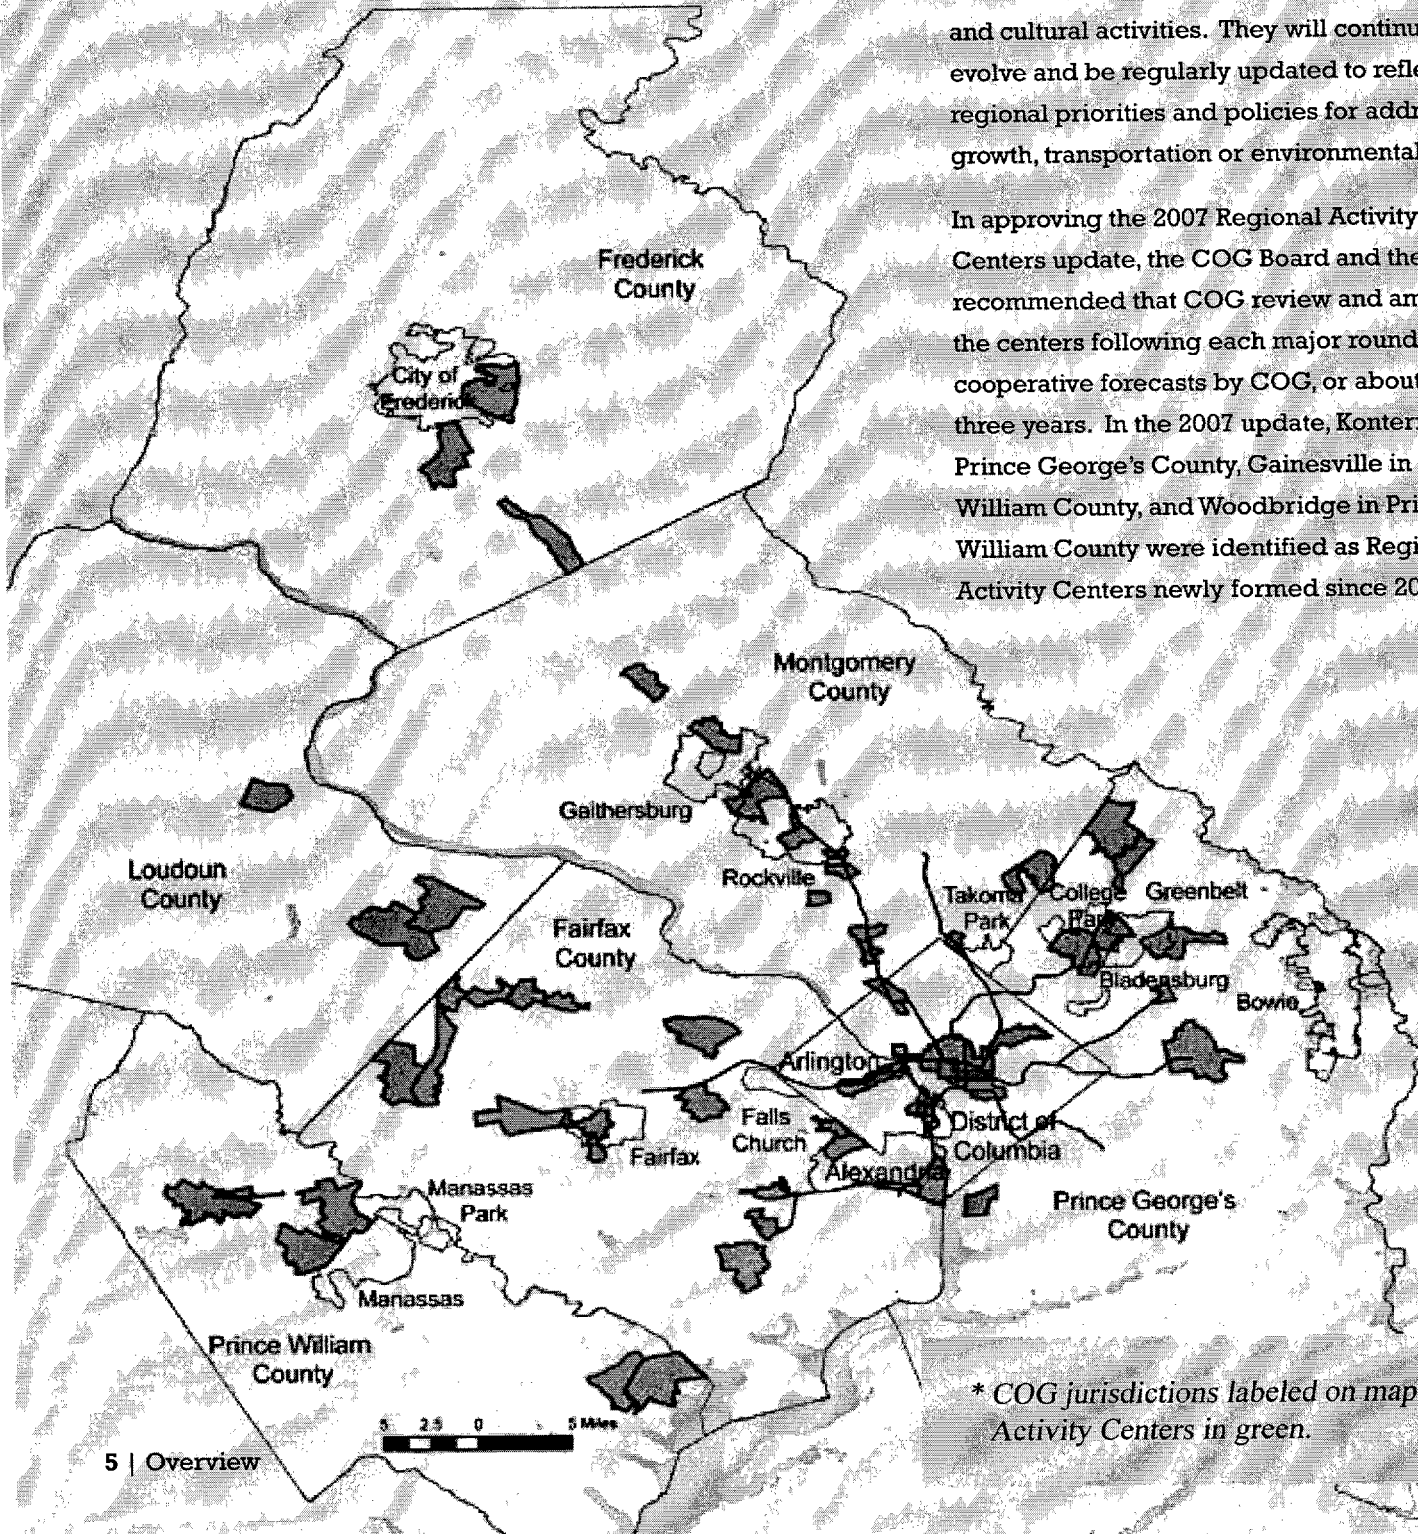 and cultural activities. They will continu
evolve and be regularly updated to refle
regional priorities and policies for addr
growth, transportation or environmental
In approving the 2007 Regional Activity
Centers update, the COG Board and the
recommended that COG review and am
the centers following each major round
cooperative forecasts by COG, or about
three years. In the 2007 update, Konter
Prince George's County, Gainesville in
William County, and Woodbridge in Pri
William County were identified as Regi
Activity Centers newly formed since 20
Frederick
County
City of
Frederick
Montgomery
County
Gaithersburg
Rockville
Loudoun
County
Fairfax
County
Takoma
Park
College
Park
Greenbelt
Bladensburg
Bowie
Arlington
Falls
Church
District of
Columbia
Fairfax
Alexandria
Manassas
Park
Prince George's
County
Manassas
Prince William
County
5 2.5 0 5 Miles
* COG jurisdictions labeled on map
Activity Centers in green.
5 | Overview